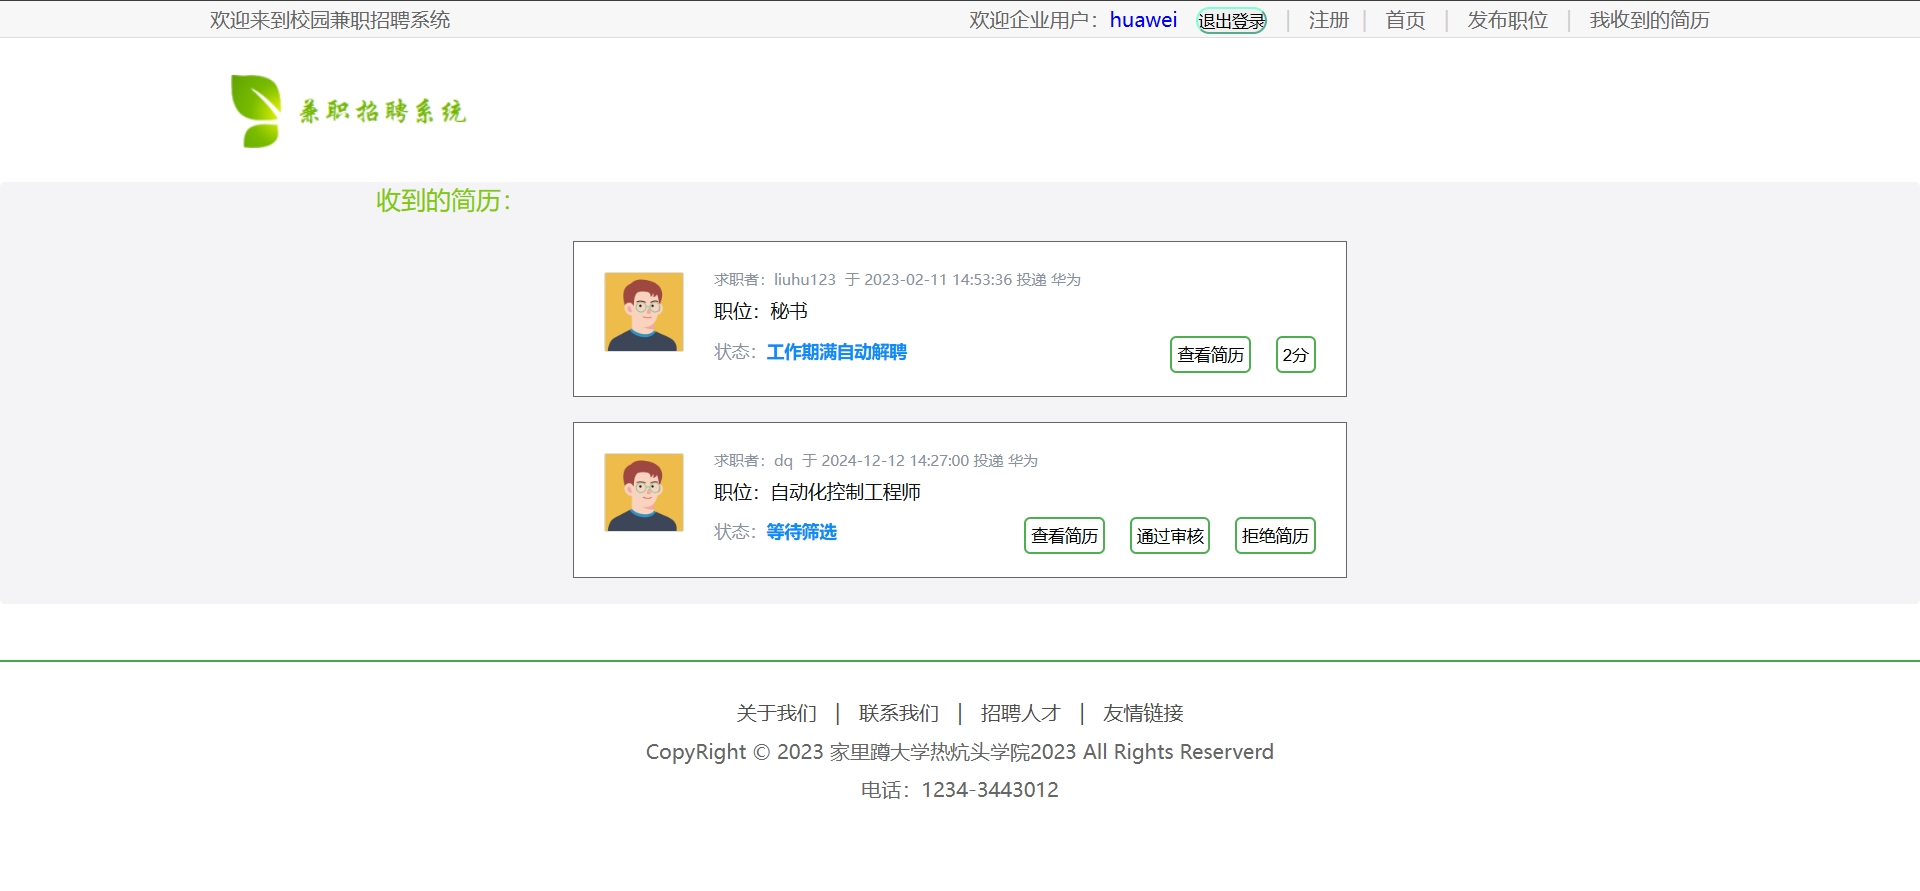 欢迎来到校园兼职招聘系统 欢迎企业用户：huawei 退出登录 | 注册 | 首页 | 发布职位 | 我收到的简历
兼职招聘系统
收到的简历：
求职者：liuhu123 于 2023-02-11 14:53:36 投递 华为
职位：秘书
状态：工作期满自动解聘 查看简历 2分
求职者：dq 于 2024-12-12 14:27:00 投递 华为
职位：自动化控制工程师
状态：等待筛选 查看简历 通过审核 拒绝简历
关于我们 | 联系我们 | 招聘人才 | 友情链接
CopyRight © 2023 家里蹲大学热炕头学院2023 All Rights Reserverd
电话：1234-3443012